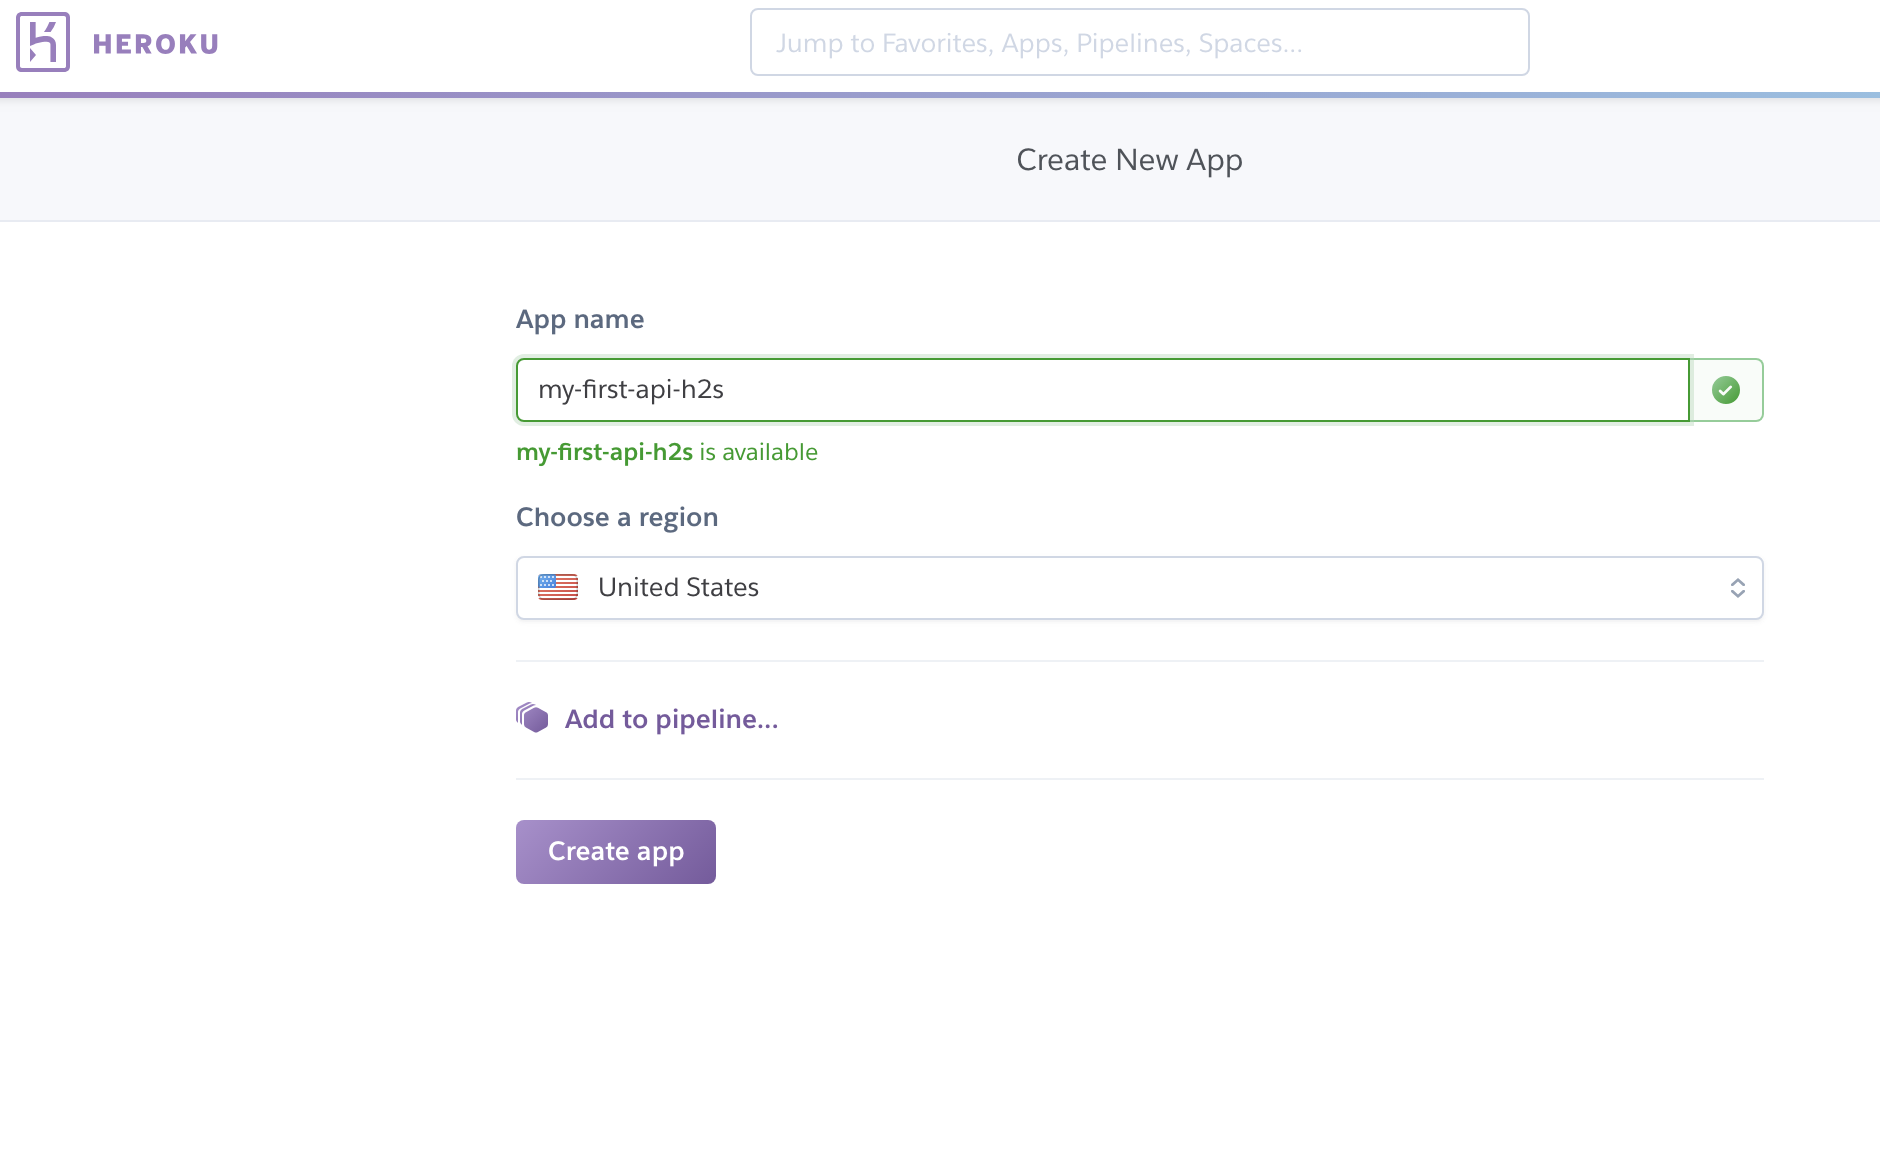 HEROKU
Jump to Favorites, Apps, Pipelines, Spaces...
Create New App
App name
my-first-api-h2s
my-first-api-h2s is available
Choose a region
United States
Add to pipeline...
Create app